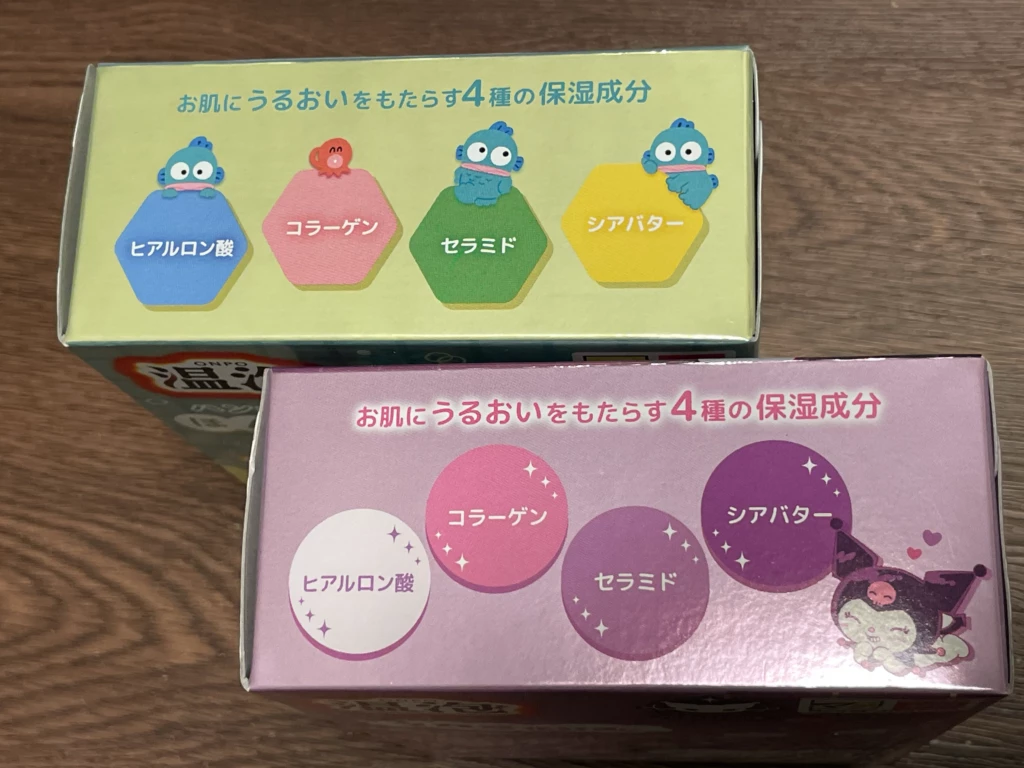 お肌にうるおいをもたらす4種の保湿成分
ヒアルロン酸
コラーゲン
セラミド
シアバター
ONPO
温泡
お肌にうるおいをもたらす4種の保湿成分
ヒアルロン酸
コラーゲン
セラミド
シアバター